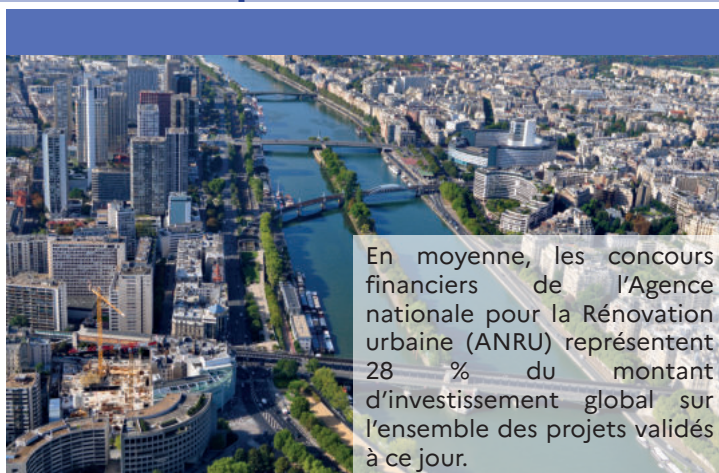 En moyenne, les concours
financiers de l'Agence
nationale pour la Rénovation
urbaine (ANRU) représentent
28 % du montant
d'investissement global sur
l'ensemble des projets validés
à ce jour.